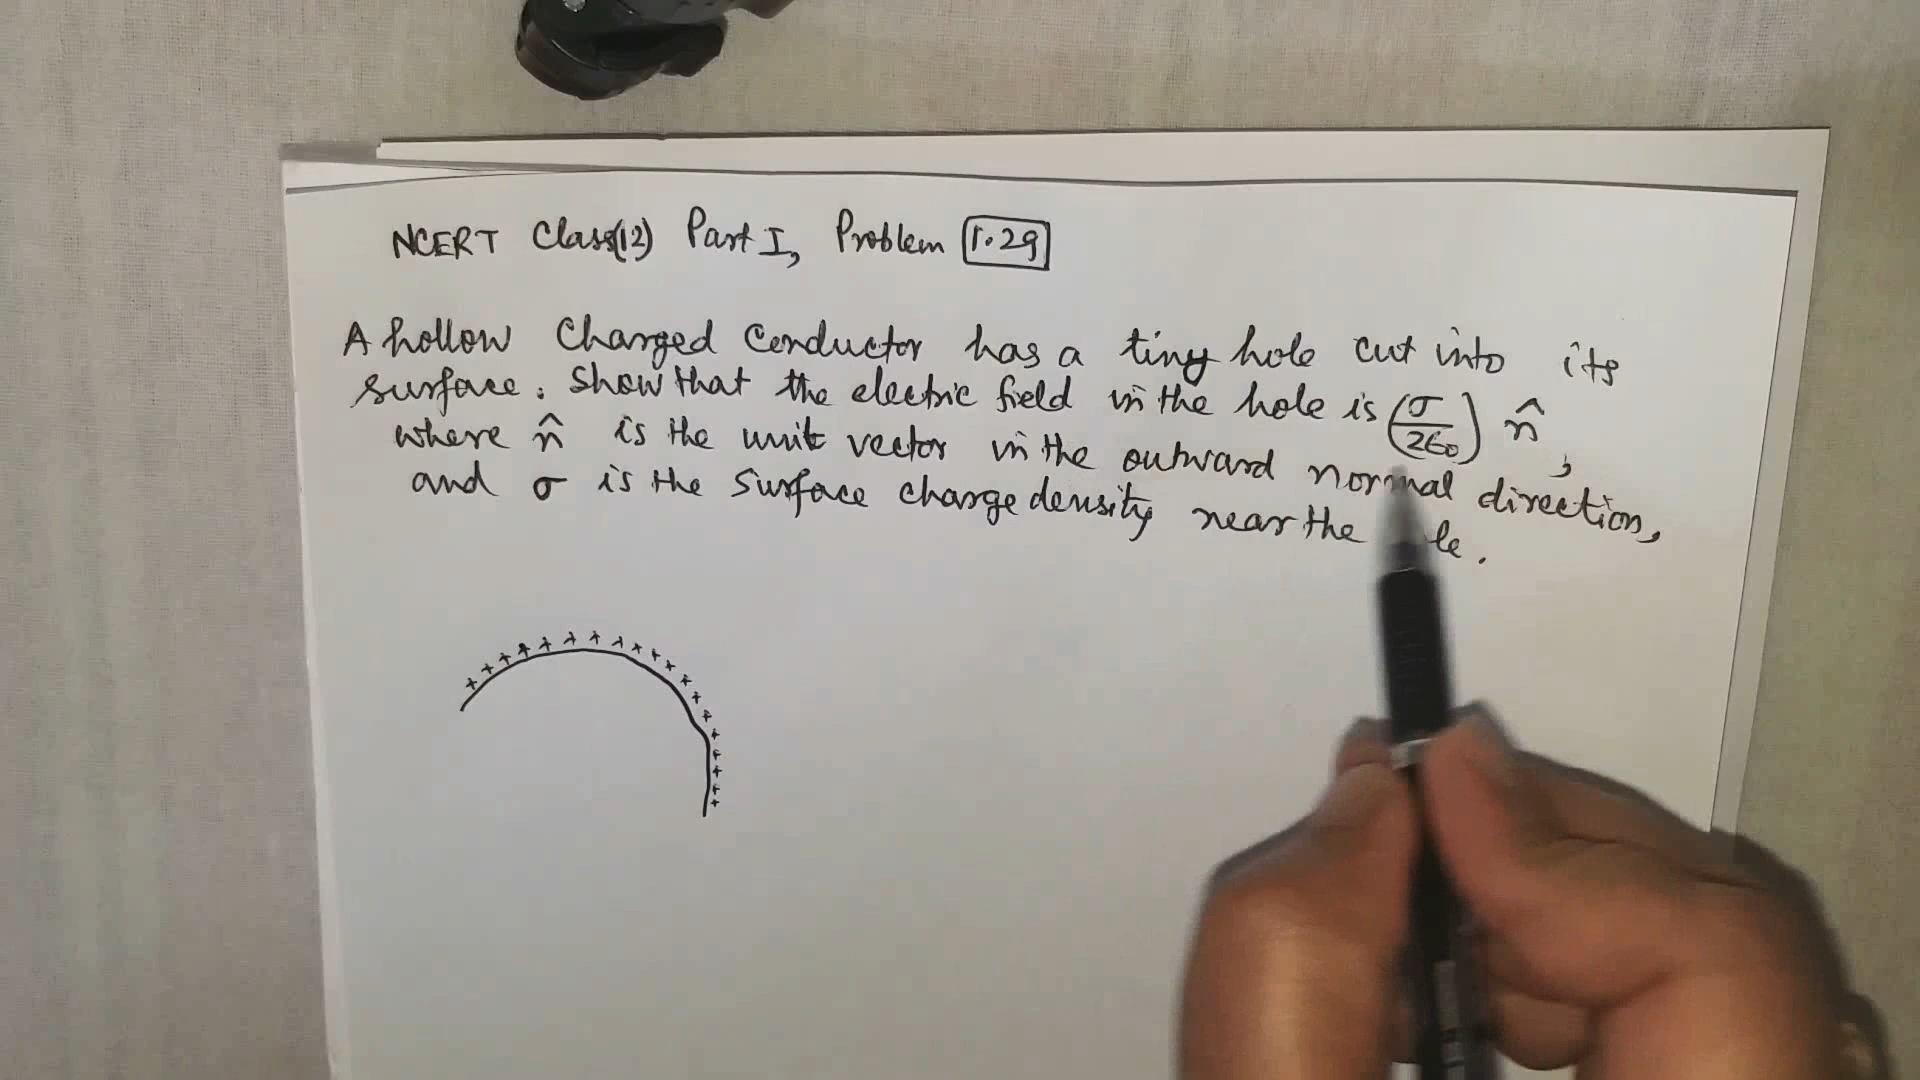 NCERT Class(12) Part I, Problem 1.29
A hollow Charged Conductor has a tiny hole cut into its
surface. Show that the electric field in the hole is (σ/2ϵ₀) n̂,
where n̂ is the unit vector in the outward normal direction,
and σ is the surface charge density near the
+ + + + + + + + + + + + + + + + + + +